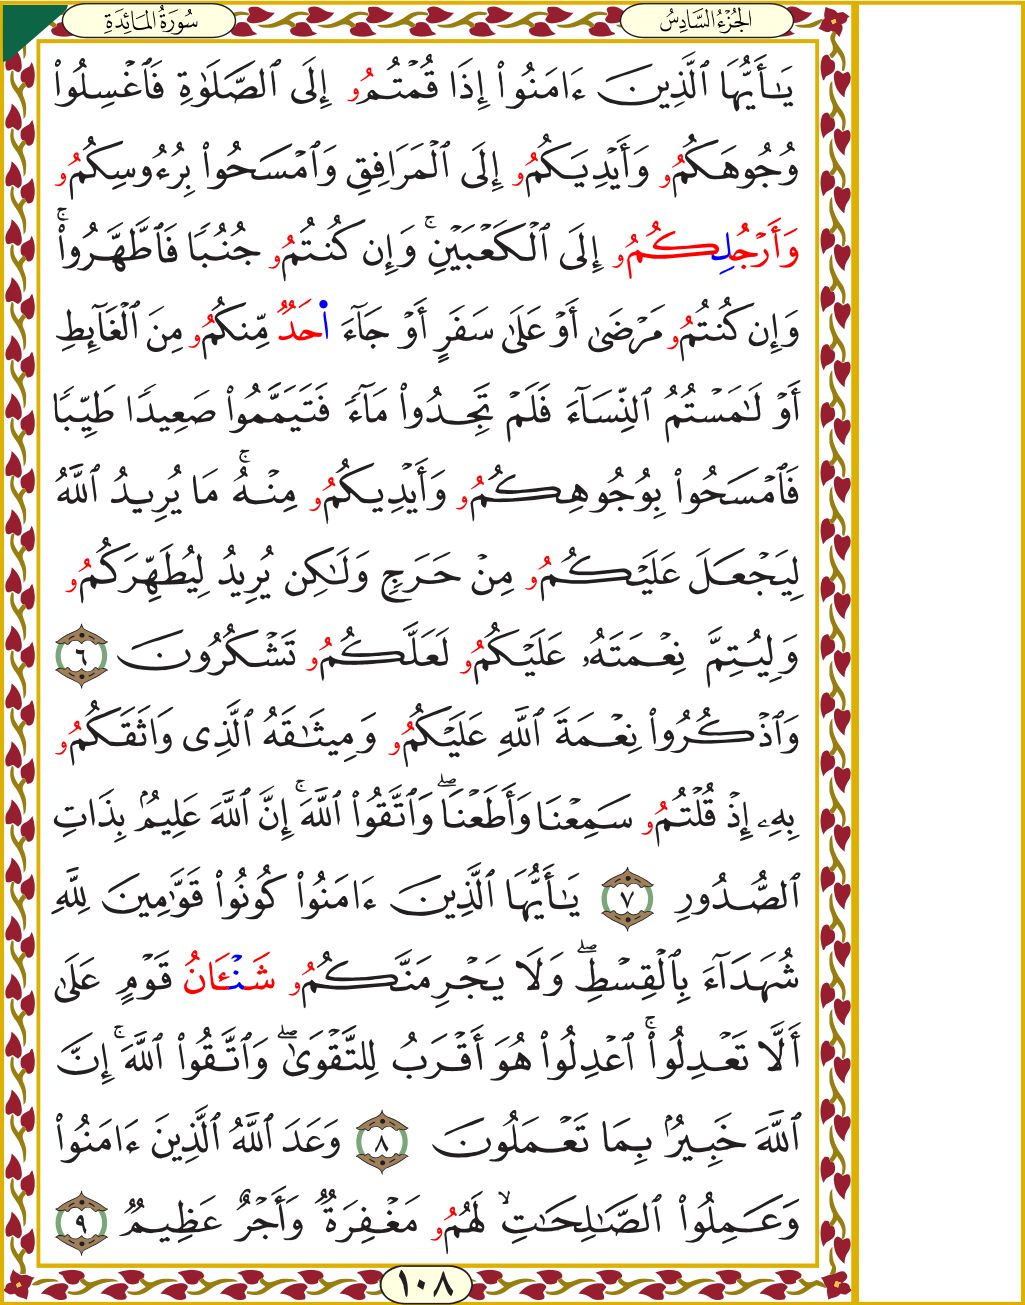 سُورَةُ المَائِدَةِ
الجُزْءُ السَّادِسُ
يَٰٓأَيُّهَا ٱلَّذِينَ ءَامَنُوٓا۟ إِذَا قُمْتُمُۥ إِلَى ٱلصَّلَوٰةِ فَٱغْسِلُوا۟
وُجُوهَكُمُۥ وَأَيْدِيَكُمُۥ إِلَى ٱلْمَرَافِقِ وَٱمْسَحُوا۟ بِرُءُوسِكُمُۥ
وَأَرْجُلِكُمُۥ إِلَى ٱلْكَعْبَيْنِۚ وَإِن كُنتُمُۥ جُنُبًا فَٱطَّهَّرُوا۟ۚ
وَإِن كُنتُمُۥ مَرْضَىٰ أَوْ عَلَىٰ سَفَرٍ أَوْ جَآءَ ا۬حَدٌ مِّنكُمُۥ مِنَ ٱلْغَآئِطِ
أَوْ لَٰمَسْتُمُ ٱلنِّسَآءَ فَلَمْ تَجِدُوا۟ مَآءً فَتَيَمَّمُوا۟ صَعِيدًا طَيِّبًا
فَٱمْسَحُوا۟ بِوُجُوهِكُمُۥ وَأَيْدِيكُمُۥ مِنْهُۚ مَا يُرِيدُ ٱللَّهُ
لِيَجْعَلَ عَلَيْكُمُۥ مِنْ حَرَجٍ وَلَٰكِن يُرِيدُ لِيُطَهِّرَكُمُۥ
وَلِيُتِمَّ نِعْمَتَهُۥ عَلَيْكُمُۥ لَعَلَّكُمُۥ تَشْكُرُونَ ٦
وَٱذْكُرُوا۟ نِعْمَةَ ٱللَّهِ عَلَيْكُمُۥ وَمِيثَٰقَهُ ٱلَّذِى وَاثَقَكُمُۥ
بِهِۦٓ إِذْ قُلْتُمُۥ سَمِعْنَا وَأَطَعْنَاۖ وَٱتَّقُوا۟ ٱللَّهَۚ إِنَّ ٱللَّهَ عَلِيمٌۢ بِذَاتِ
ٱلصُّدُورِ ٧ يَٰٓأَيُّهَا ٱلَّذِينَ ءَامَنُوا۟ كُونُوا۟ قَوَّٰمِينَ لِلَّهِ
شُهَدَآءَ بِٱلْقِسْطِۖ وَلَا يَجْرِمَنَّكُمُۥ شَنْـَٔانُ قَوْمٍ عَلَىٰٓ
أَلَّا تَعْدِلُوا۟ۚ ٱعْدِلُوا۟ هُوَ أَقْرَبُ لِلتَّقْوَىٰۖ وَٱتَّقُوا۟ ٱللَّهَۚ إِنَّ
ٱللَّهَ خَبِيرٌۢ بِمَا تَعْمَلُونَ ٨ وَعَدَ ٱللَّهُ ٱلَّذِينَ ءَامَنُوا۟
وَعَمِلُوا۟ ٱلصَّٰلِحَٰتِۙ لَهُمُۥ مَغْفِرَةٌ وَأَجْرٌ عَظِيمٌ ٩
١٠٨